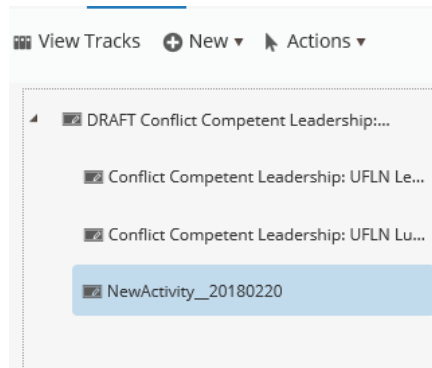 View Tracks New Actions
DRAFT Conflict Competent Leadership:...
Conflict Competent Leadership: UFLN Le...
Conflict Competent Leadership: UFLN Lu...
NewActivity__20180220